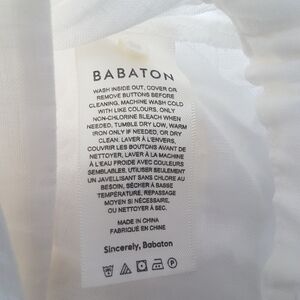 BABATON
WASH INSIDE OUT, COVER OR
REMOVE BUTTONS BEFORE
CLEANING, MACHINE WASH COLD
WITH LIKE COLOURS, ONLY
NON-CHLORINE BLEACH WHEN
NEEDED, TUMBLE DRY LOW, WARM
IRON ONLY IF NEEDED, OR DRY
CLEAN. LAVER À L'ENVERS,
COUVRIR LES BOUTONS AVANT DE
NETTOYER, LAVER À LA MACHINE
À L'EAU FROIDE AVEC COULEURS
SEMBLABLES, UTILISER SEULEMENT
UN JAVELLISANT SANS CHLORE AU
BESOIN, SÉCHER À BASSE
TEMPÉRATURE, REPASSAGE
MOYEN SI NÉCESSAIRE,
OU NETTOYER À SEC.
MADE IN CHINA
FABRIQUÉ EN CHINE
Sincerely, Babaton